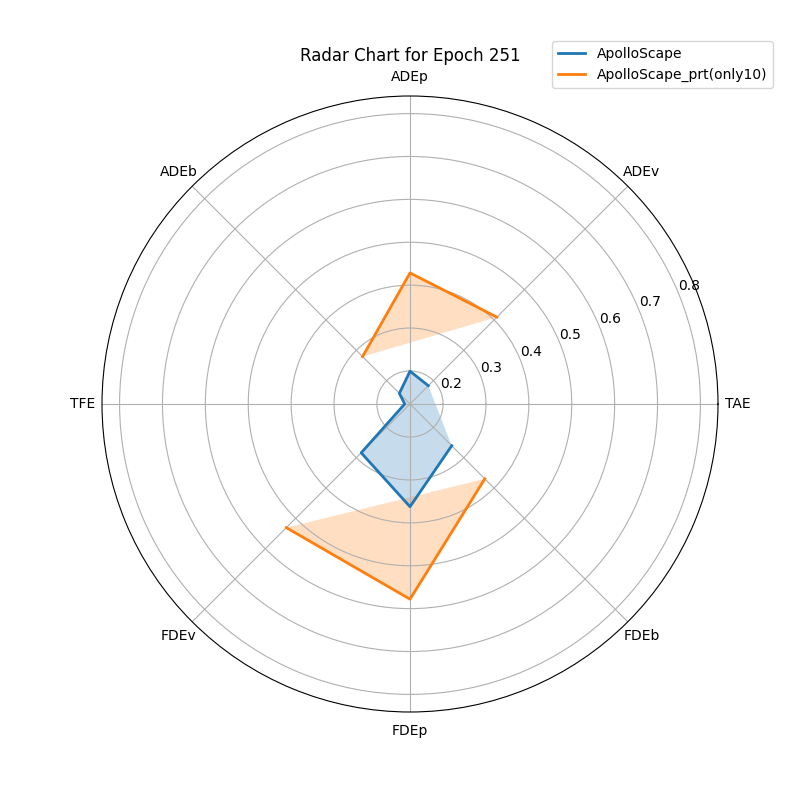 Radar Chart for Epoch 251
ApolloScape
ApolloScape_prt(only10)
ADEp
ADEb
ADEv
0.8
0.7
0.6
0.5
0.4
0.3
0.2
TFE
TAE
FDEv
FDEb
FDEp